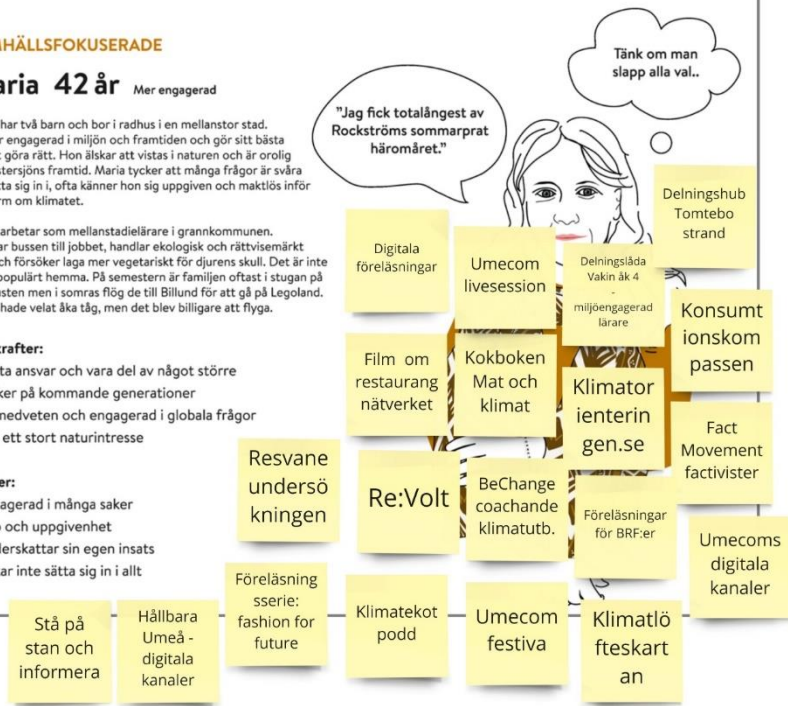 MHÄLLSFOKUSERADE
aria 42 år Mer engagerad
har två barn och bor i radhus i en mellanstor stad.
r engagerad i miljön och framtiden och gör sitt bästa
göra rätt. Hon älskar att vistas i naturen och är orolig
stersjöns framtid. Maria tycker att många frågor är svåra
tta sig in i, ofta känner hon sig uppgiven och maktlös inför
rm om klimatet.
arbetar som mellanstadielärare i grannkommunen.
ar bussen till jobbet, handlar ekologisk och rättvisemärkt
ch försöker laga mer vegetariskt för djurens skull. Det är inte
populärt hemma. På semestern är familjen oftast i stugan på
usten men i somras flög de till Billund för att gå på Legoland.
hade velat åka tåg, men det blev billigare att flyga.
rafter:
ta ansvar och vara del av något större
ker på kommande generationer
medveten och engagerad i globala frågor
ett stort naturintresse
er:
agerad i många saker
och uppgivenhet
derskattar sin egen insats
kar inte sätta sig in i allt
"Jag fick totalångest av
Rockströms sommarprat
häromåret."
Tänk om man
slapp alla val..
Delningshub
Tomtebo
strand
Digitala
föreläsningar
Umecom
livesession
Delningslåda
Vakin åk 4
-
miljöengagerad
lärare
Konsumt
ionskom
passen
Film om
restaurang
nätverket
Kokboken
Mat och
klimat
Klimator
ienterin
gen.se
Fact
Movement
factivister
Resvane
undersö
kningen
Re:Volt
BeChange
coachande
klimatutb.
Föreläsningar
för BRF:er
Umecoms
digitala
kanaler
Föreläsning
sserie:
fashion for
future
Stå på
stan och
informera
Hållbara
Umeå -
digitala
kanaler
Klimatekot
podd
Umecom
festiva
Klimatlö
fteskart
an